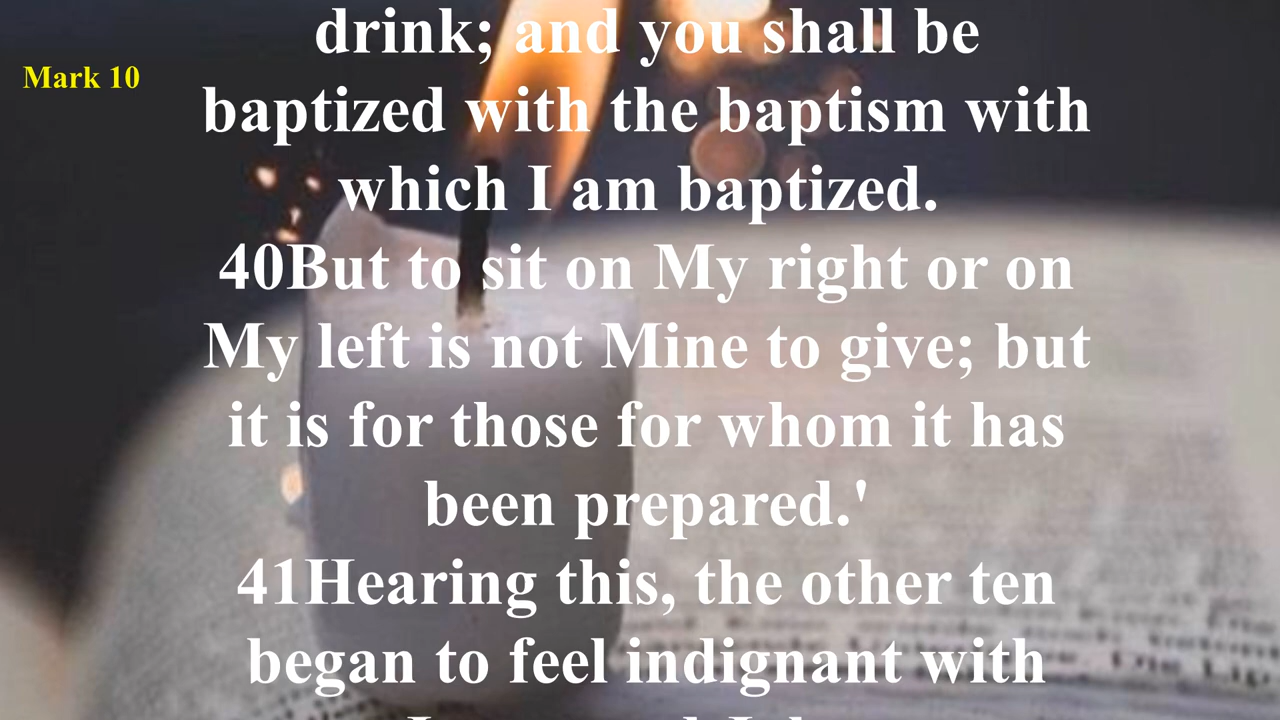 Mark 10
drink; and you shall be
baptized with the baptism with
which I am baptized.
40But to sit on My right or on
My left is not Mine to give; but
it is for those for whom it has
been prepared.'
41Hearing this, the other ten
began to feel indignant with